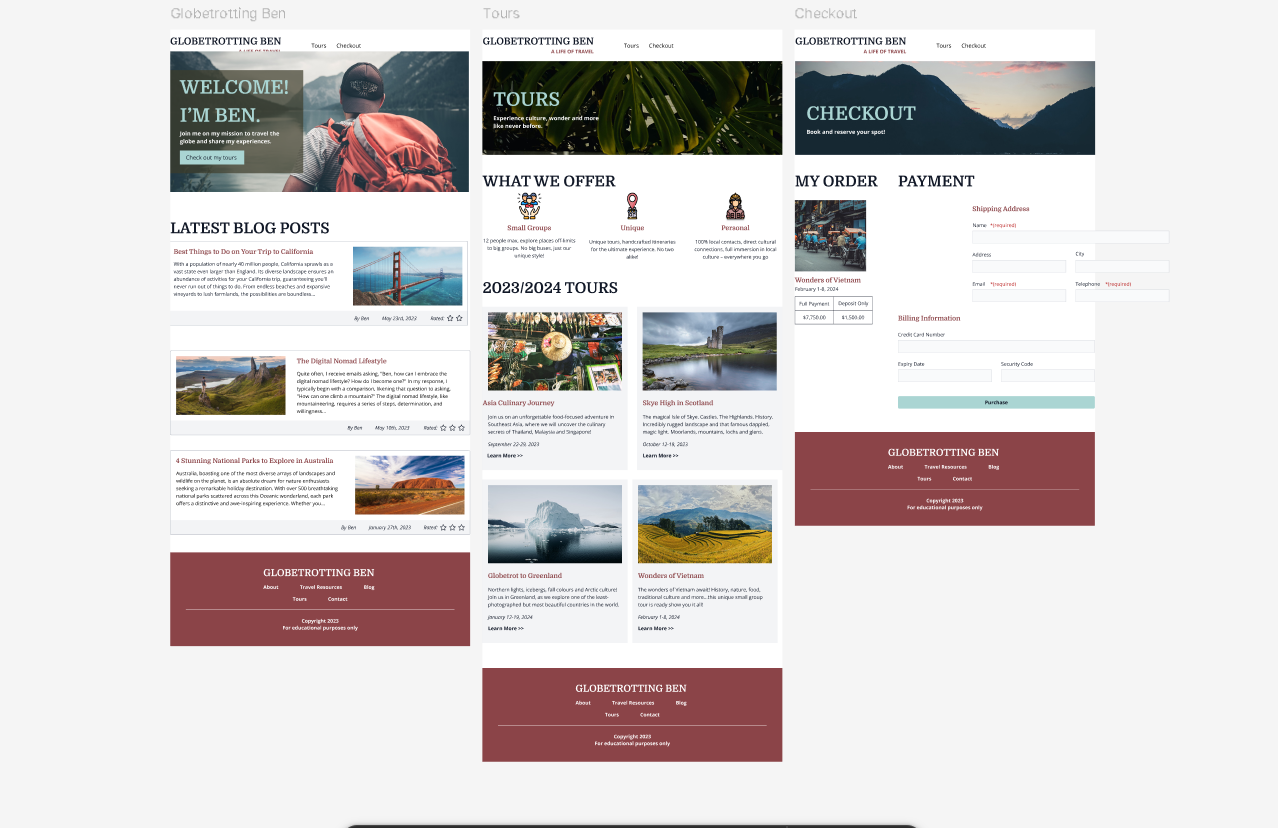 Globetrotting Ben
GLOBETROTTING BEN
A LIFE OF TRAVEL
Tours Checkout
WELCOME!
I'M BEN.
Join me on my mission to travel the
globe and share my experiences.
Check out my tours
LATEST BLOG POSTS
Best Things to Do on Your Trip to California
With a population of nearly 40 million people, California sprawls as a
vast state even larger than England. Its diverse landscape ensures an
abundance of activities for your California trip, guaranteeing you'll
never run out of things to do. From endless beaches and expansive
vineyards to lush farmlands, the possibilities are boundless...
By Ben May 23rd, 2023 Rated:
The Digital Nomad Lifestyle
Quite often, I receive emails asking, "Ben, how can I embrace the
digital nomad lifestyle? How do I become one?" In my response, I
typically begin with a comparison, likening that question to asking,
"How can one climb a mountain?" The digital nomad lifestyle, like
mountaineering, requires a series of steps, determination, and
willingness...
By Ben May 10th, 2023 Rated:
4 Stunning National Parks to Explore in Australia
Australia, boasting one of the most diverse arrays of landscapes and
wildlife on the planet, is an absolute dream for nature enthusiasts
seeking a remarkable holiday destination. With over 500 breathtaking
national parks scattered across this Oceanic wonderland, each park
offers a distinctive and awe-inspiring experience. Whether you...
By Ben January 27th, 2023 Rated:
GLOBETROTTING BEN
About Travel Resources Blog
Tours Contact
Copyright 2023
For educational purposes only
Tours
GLOBETROTTING BEN
A LIFE OF TRAVEL
Tours Checkout
TOURS
Experience culture, wonder and more
like never before.
WHAT WE OFFER
Small Groups
12 people max, explore places off-limits
to big groups. No big buses, just our
unique style!
Unique
Unique tours, handcrafted itineraries
for the ultimate experience. No two
alike!
Personal
100% local contacts, direct cultural
connections, full immersion in local
culture – everywhere you go
2023/2024 TOURS
Asia Culinary Journey
Join us on an unforgettable food-focused adventure in
Southeast Asia, where we will uncover the culinary
secrets of Thailand, Malaysia and Singapore!
September 22-29, 2023
Learn More >>
Skye High in Scotland
The magical Isle of Skye. Castles. The Highlands. History.
Incredibly rugged landscape and that famous dappled,
magic light. Moorlands, mountains, lochs and glens.
October 12-19, 2023
Learn More >>
Globetrot to Greenland
Northern lights, icebergs, fall colours and Arctic culture!
Join us in Greenland, as we explore one of the least-
photographed but most beautiful countries in the world.
January 12-19, 2024
Learn More >>
Wonders of Vietnam
The wonders of Vietnam await! History, nature, food,
traditional culture and more...this unique small group
tour is ready show you it all!
February 1-8, 2024
Learn More >>
GLOBETROTTING BEN
About Travel Resources Blog
Tours Contact
Copyright 2023
For educational purposes only
Checkout
GLOBETROTTING BEN
A LIFE OF TRAVEL
Tours Checkout
CHECKOUT
Book and reserve your spot!
MY ORDER
Wonders of Vietnam
February 1-8, 2024
Full Payment Deposit Only
$7,750.00 $1,500.00
PAYMENT
Shipping Address
Name *(required)
Address City
Email *(required) Telephone *(required)
Billing Information
Credit Card Number
Expiry Date Security Code
Purchase
GLOBETROTTING BEN
About Travel Resources Blog
Tours Contact
Copyright 2023
For educational purposes only